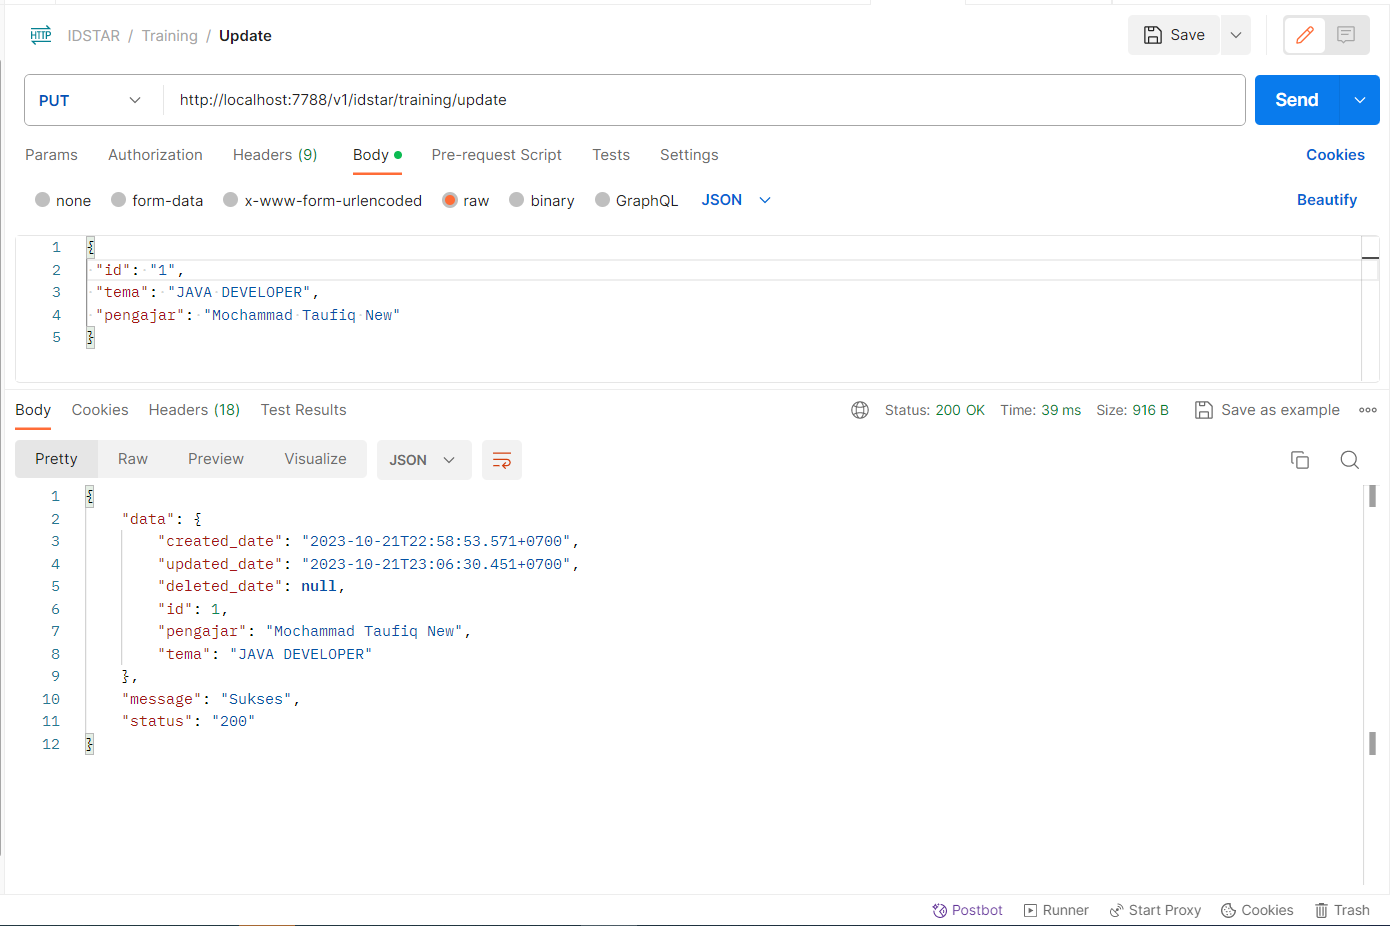 HTTP IDSTAR / Training / Update Save
PUT http://localhost:7788/v1/idstar/training/update Send
Params Authorization Headers (9) Body Pre-request Script Tests Settings Cookies
none form-data x-www-form-urlencoded raw binary GraphQL JSON Beautify
1 {
2 "id": "1",
3 "tema": "JAVA DEVELOPER",
4 "pengajar": "Mochammad Taufiq New"
5 }
Body Cookies Headers (18) Test Results Status: 200 OK Time: 39 ms Size: 916 B Save as example
Pretty Raw Preview Visualize JSON
1 {
2 "data": {
3 "created_date": "2023-10-21T22:58:53.571+0700",
4 "updated_date": "2023-10-21T23:06:30.451+0700",
5 "deleted_date": null,
6 "id": 1,
7 "pengajar": "Mochammad Taufiq New",
8 "tema": "JAVA DEVELOPER"
9 },
10 "message": "Sukses",
11 "status": "200"
12 }
Postbot Runner Start Proxy Cookies Trash